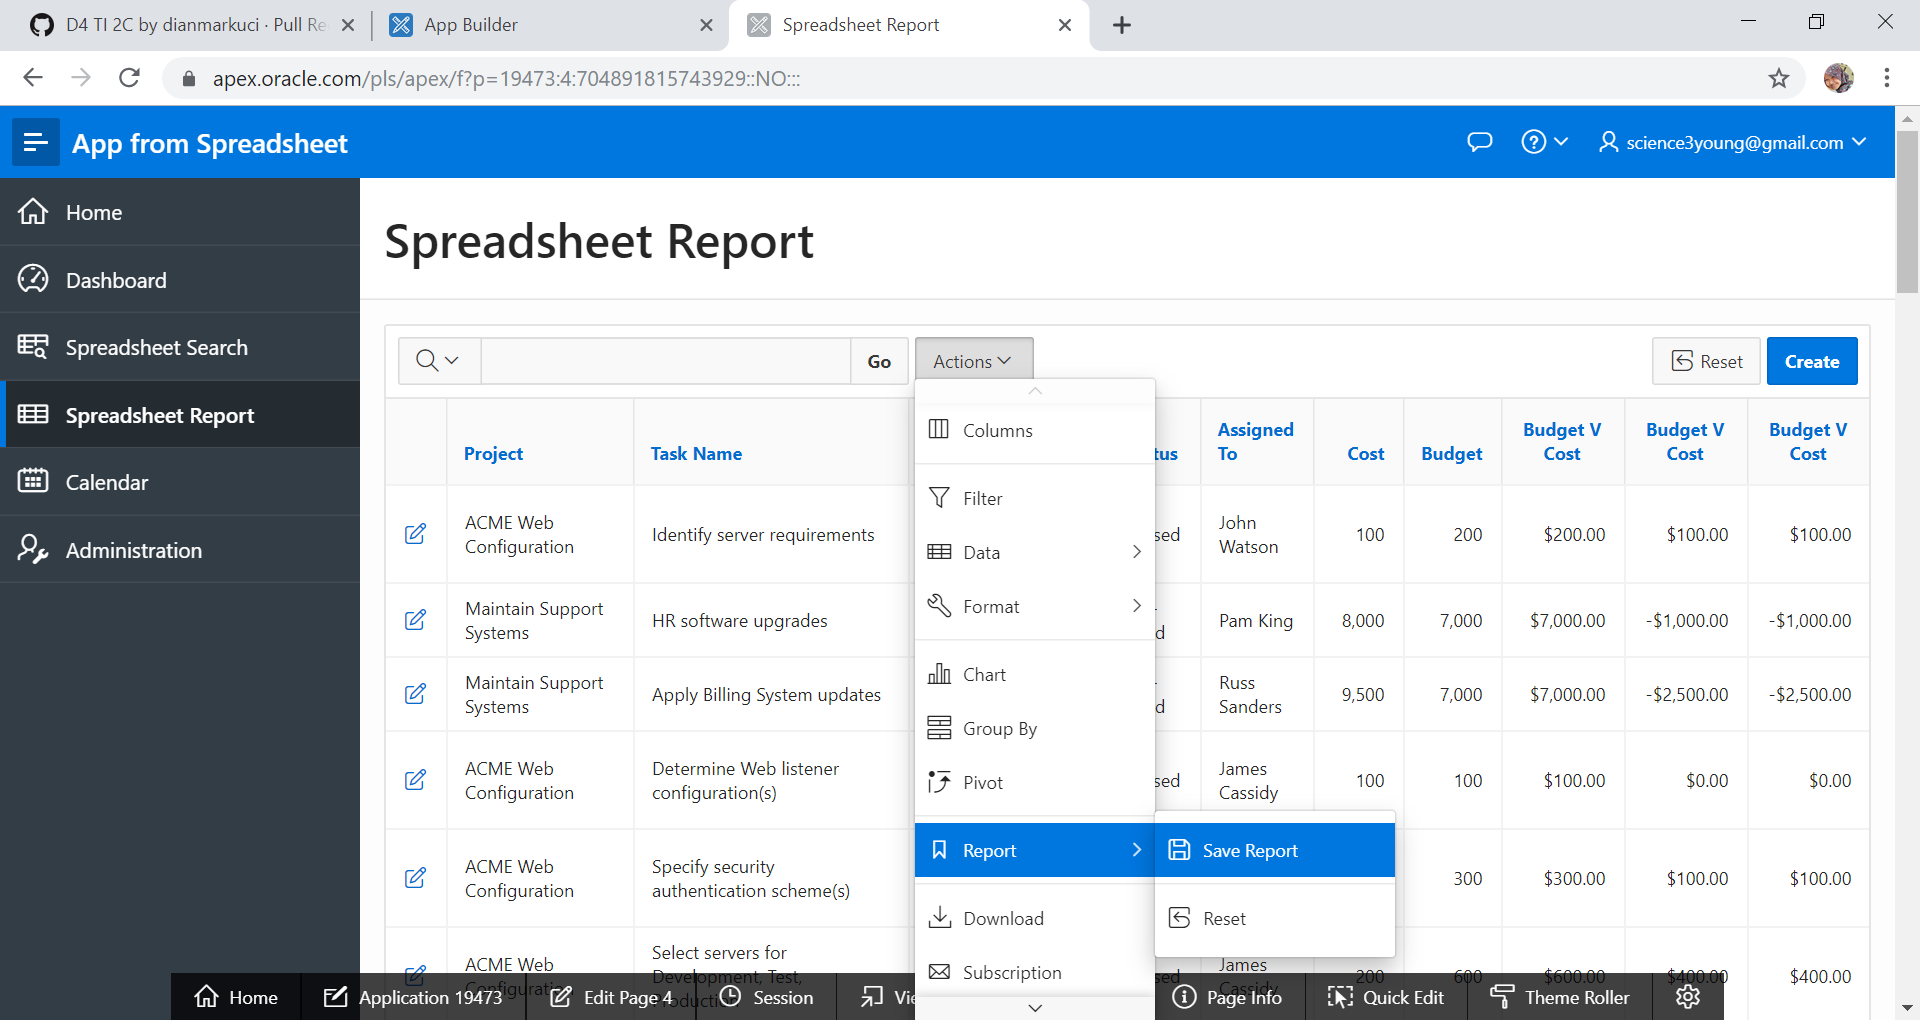 D4 TI 2C by dianmarkuci · Pull Re
App Builder
Spreadsheet Report
apex.oracle.com/pls/apex/f?p=19473:4:704891815743929::NO:::
App from Spreadsheet
science3young@gmail.com
Home
Dashboard
Spreadsheet Search
Spreadsheet Report
Calendar
Administration
Spreadsheet Report
Go
Actions
Reset
Create
Project
Task Name
tus
Assigned
To
Cost
Budget
Budget V
Cost
Budget V
Cost
Budget V
Cost
ACME Web
Configuration
Identify server requirements
sed
John
Watson
100
200
$200.00
$100.00
$100.00
Maintain Support
Systems
HR software upgrades
d
Pam King
8,000
7,000
$7,000.00
-$1,000.00
-$1,000.00
Maintain Support
Systems
Apply Billing System updates
d
Russ
Sanders
9,500
7,000
$7,000.00
-$2,500.00
-$2,500.00
ACME Web
Configuration
Determine Web listener
configuration(s)
sed
James
Cassidy
100
100
$100.00
$0.00
$0.00
ACME Web
Configuration
Specify security
authentication scheme(s)
300
$300.00
$100.00
$100.00
ACME Web
Configuration
Select servers for
Development, Test,
Production
sed
James
Cassidy
200
600
$600.00
$400.00
$400.00
Columns
Filter
Data
Format
Chart
Group By
Pivot
Report
Download
Subscription
Save Report
Reset
Home
Application 19473
Edit Page 4
Session
Vie
Page Info
Quick Edit
Theme Roller